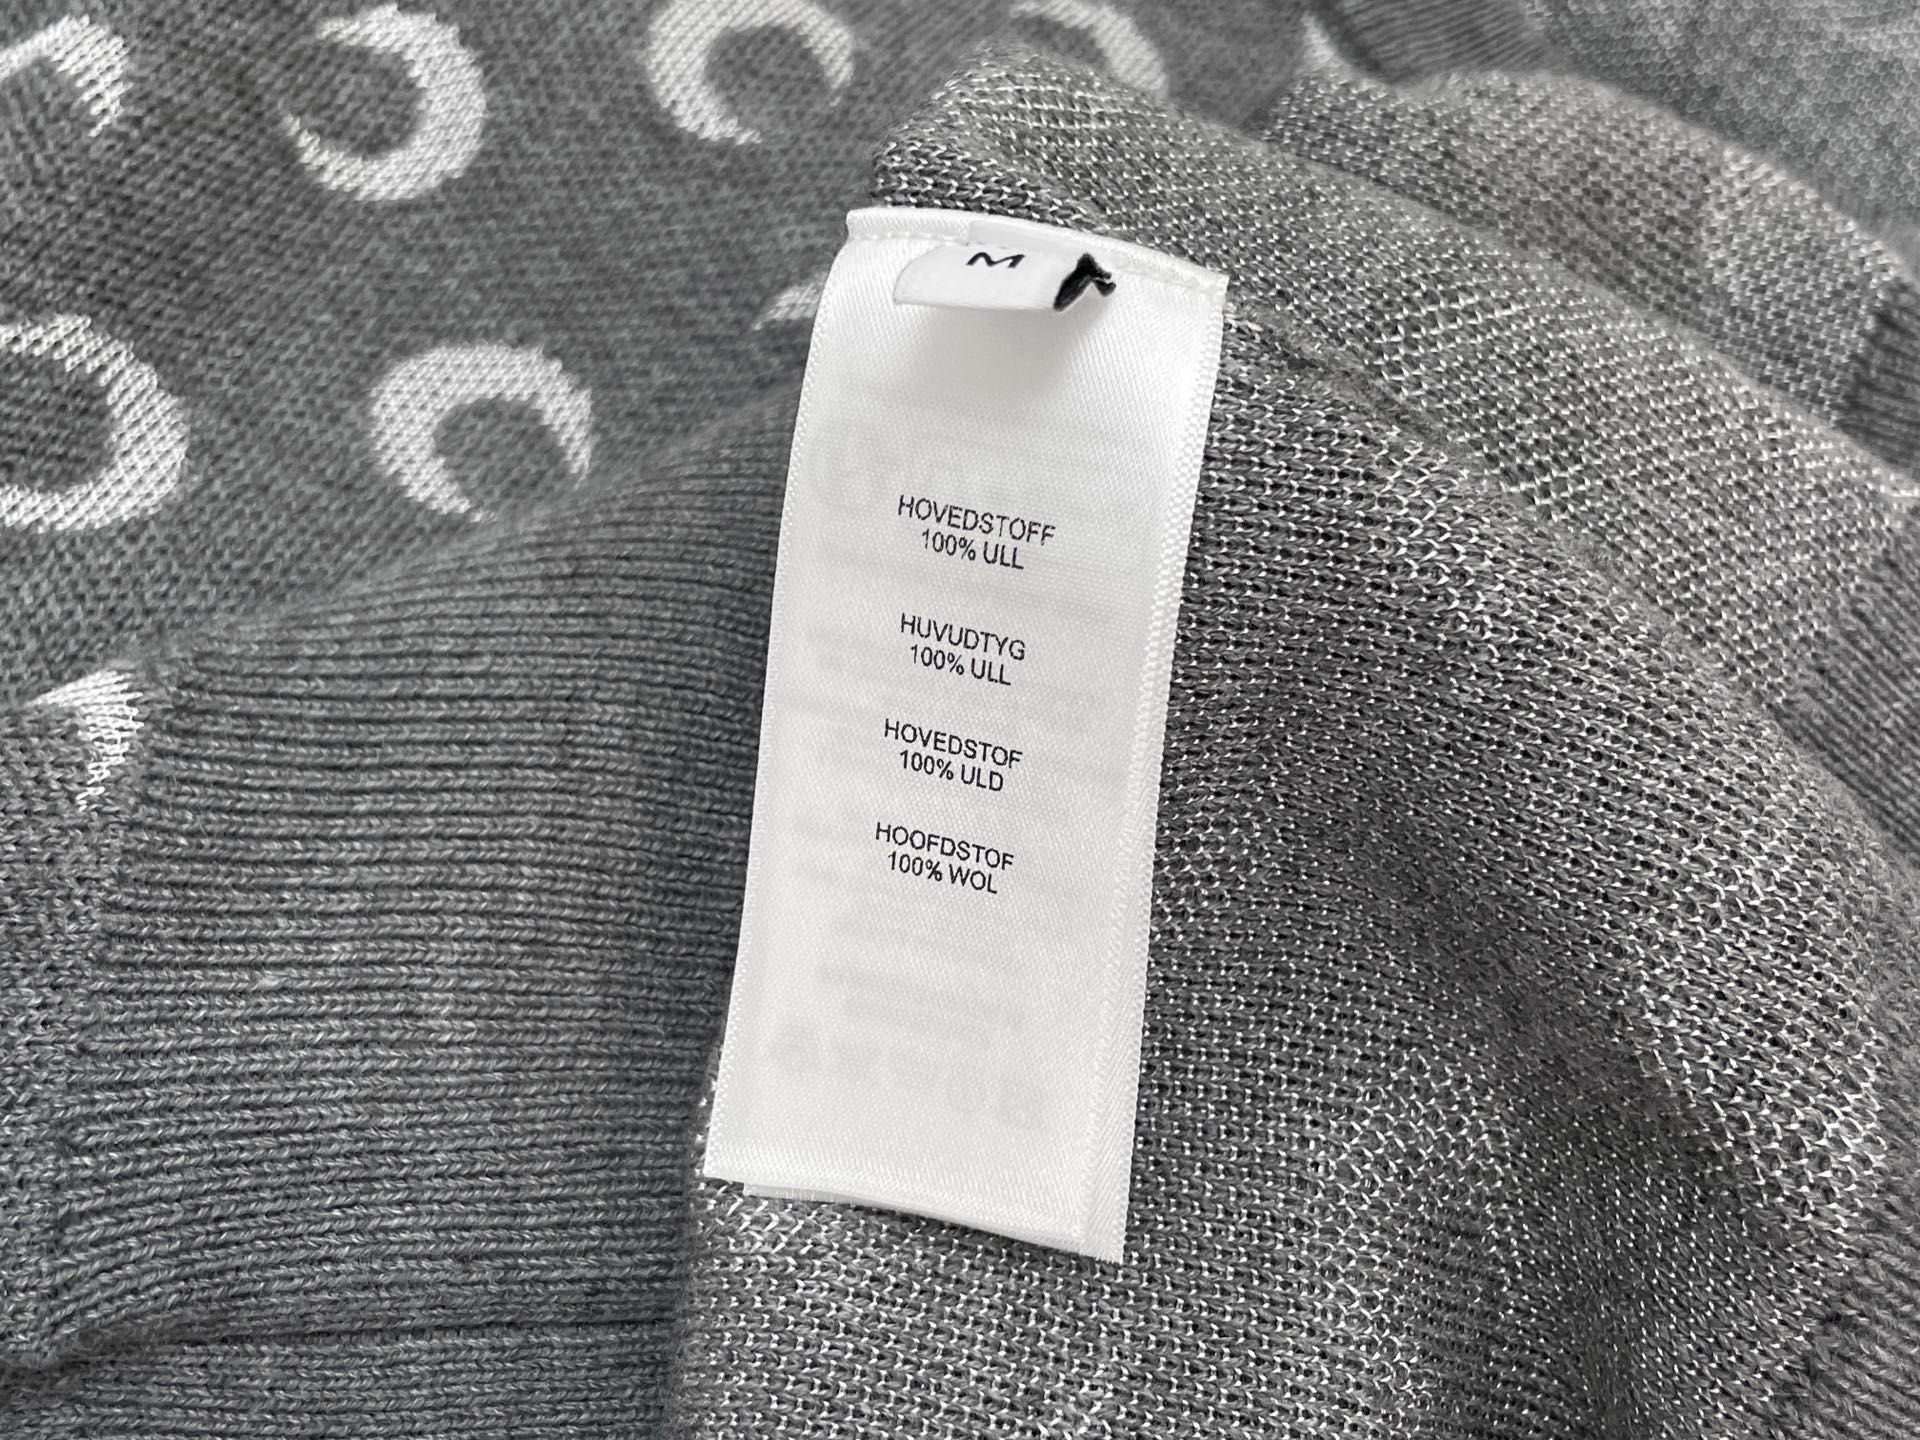 M
HOVEDSTOFF
100% ULL
HUVUDTYG
100% ULL
HOVEDSTOF
100% ULD
HOOFDSTOF
100% WOL